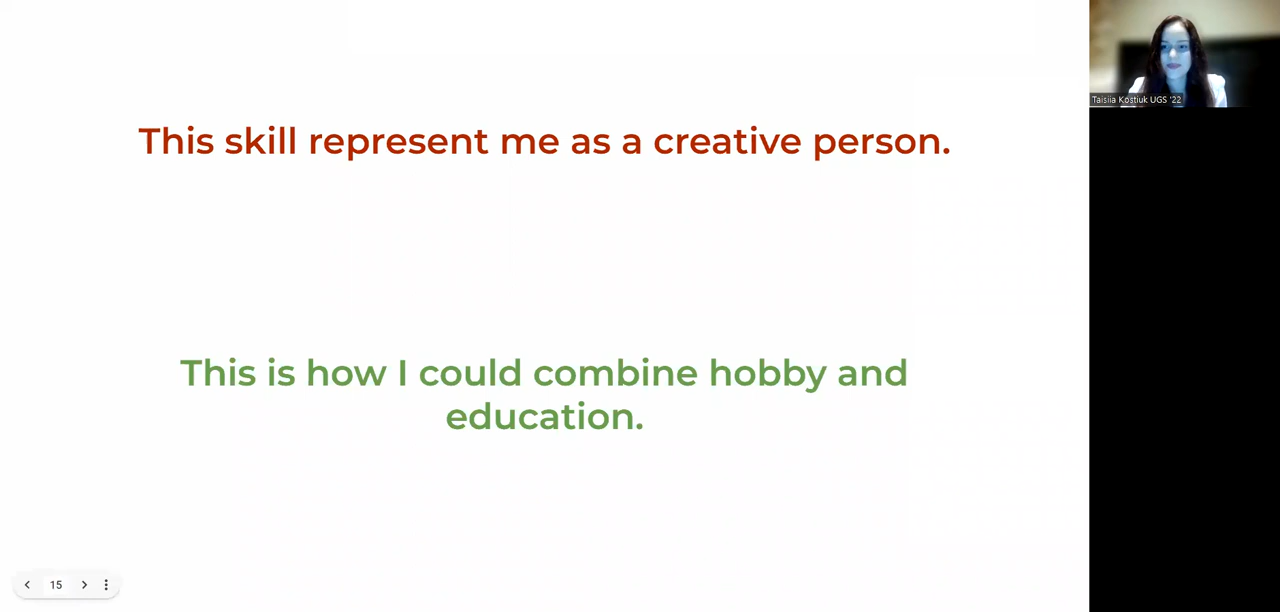 This skill represent me as a creative person.
Taisiia Kostiuk UGS '22
This is how I could combine hobby and
education.
15